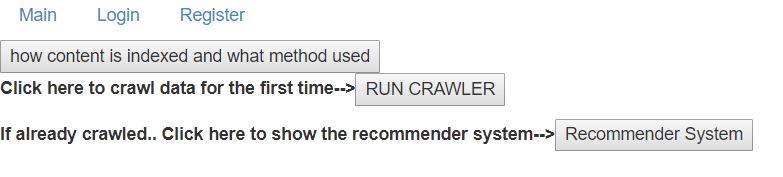 Main Login Register
how content is indexed and what method used
Click here to crawl data for the first time--> RUN CRAWLER
If already crawled.. Click here to show the recommender system--> Recommender System